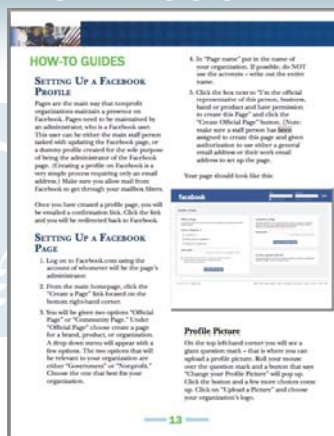 HOW-TO GUIDES
SETTING UP A FACEBOOK
PROFILE
Pages are the main way that nonprofit
organizations maintain a presence on
Facebook. Pages need to be maintained by
an administrator, who is a Facebook user.
This user can be either the main staff person
tasked with updating the Facebook page, or
a dummy profile created for the sole purpose
of being the administrator of the Facebook
page. (Creating a profile on Facebook is a
very simple process requiring only an email
address.) Make sure you allow mail from
Facebook to get through your mailbox filters.
Once you have created a profile page, you will
be emailed a confirmation link. Click the link
and you will be redirected back to Facebook.
SETTING UP A FACEBOOK
PAGE
1. Log on to Facebook.com using the
account of whomever will be the page's
administrator.
2. From the main homepage, click the
"Create a Page" link located on the
bottom right-hand corner.
3. You will be given two options "Official
Page" or "Community Page." Under
"Official Page" choose create a page
for a brand, product, or organization.
A drop down menu will appear with a
few options. The two options that will
be relevant to your organization are
either "Government" or "Nonprofit."
Choose the one that best fits your
organization.
4. In "Page name" put in the name of
your organization. If possible, do NOT
use the acronym – write out the entire
name.
5. Click the box next to "I'm the official
representative of this person, business,
band or product and have permission
to create this Page" and click the
"Create Official Page" button. [Note:
make sure a staff person has been
assigned to create this page and given
authorization to use either a general
email address or their work email
address to set up the page.
Your page should look like this:
facebook
Profile Picture
On the top left-hand corner you will see a
giant question mark – that is where you can
upload a profile picture. Roll your mouse
over the question mark and a button that says
"Change your Profile Picture" will pop up.
Click the button and a few more choices come
up. Click on "Upload a Picture" and choose
your organization's logo.
13